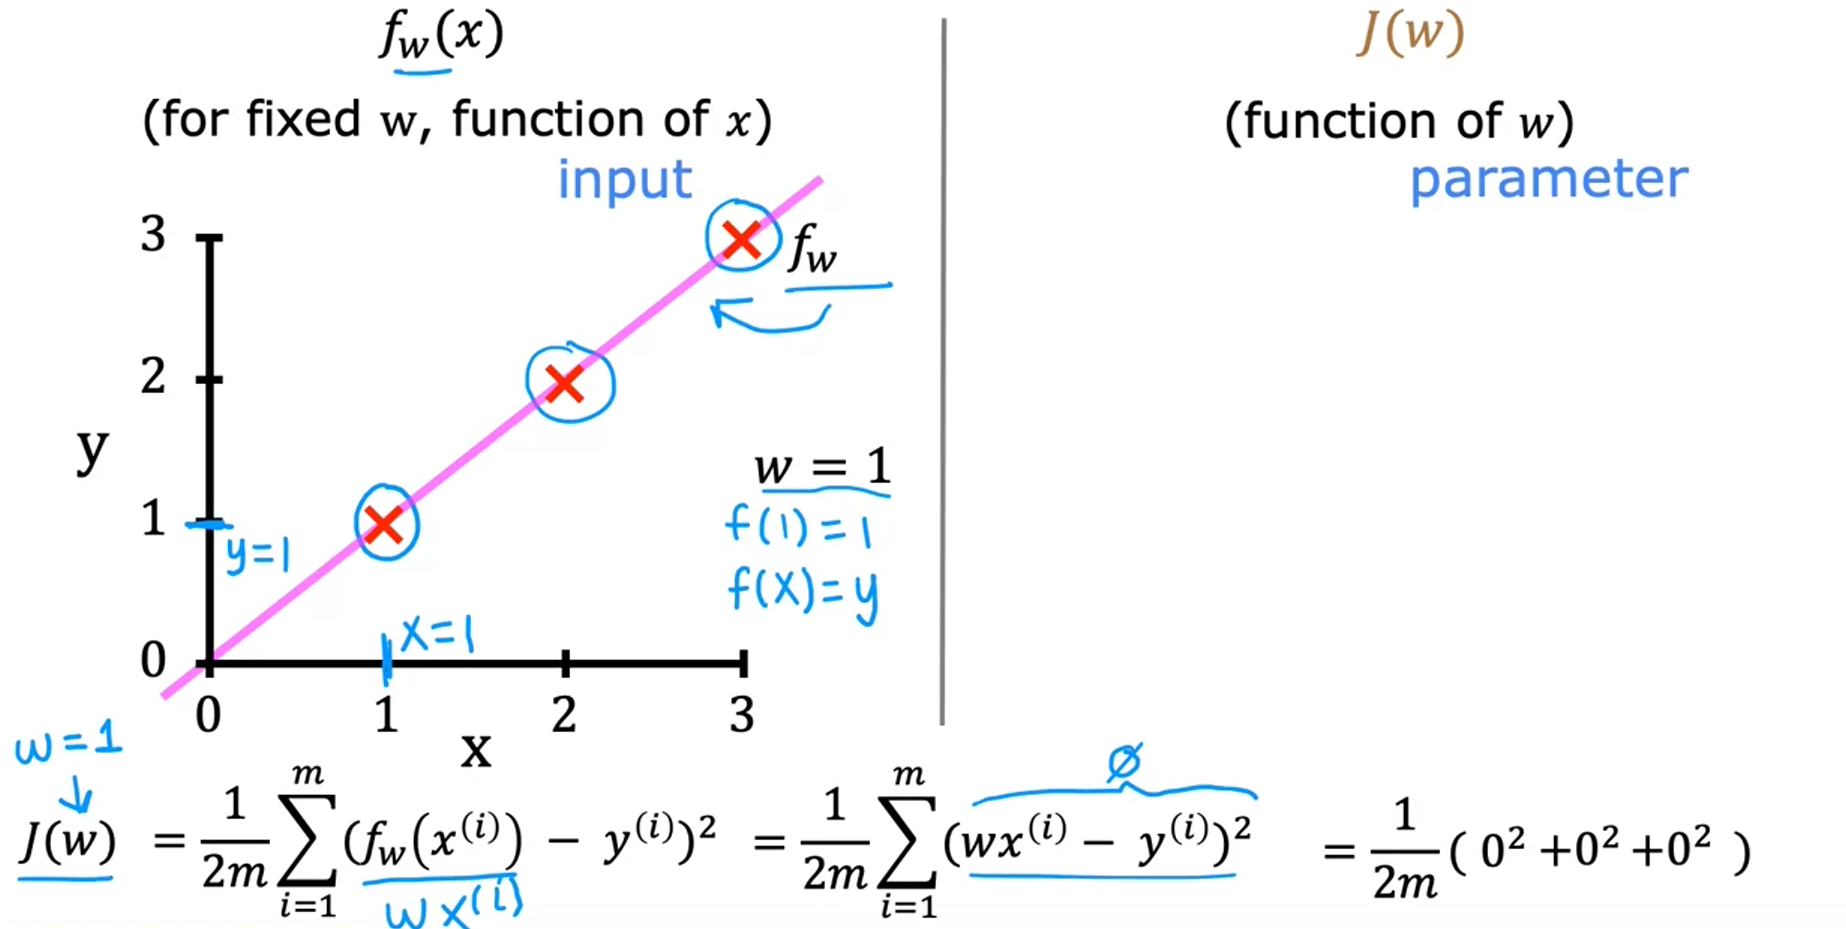 f_w(x)
(for fixed w, function of x)
input
J(w)
(function of w)
parameter
3
2
1
0
y
y=1
x=1
0 1 2 3
x
f_w
w = 1
f(1) = 1
f(x) = y
w = 1
↓
J(w) = \frac{1}{2m} \sum_{i=1}^{m} (f_w(x^{(i)}) − y^{(i)})^2 = \frac{1}{2m} \sum_{i=1}^{m} (wx^{(i)} − y^{(i)})^2 = \frac{1}{2m} ( 0^2 +0^2 +0^2 )
wx^{(i)}
∅